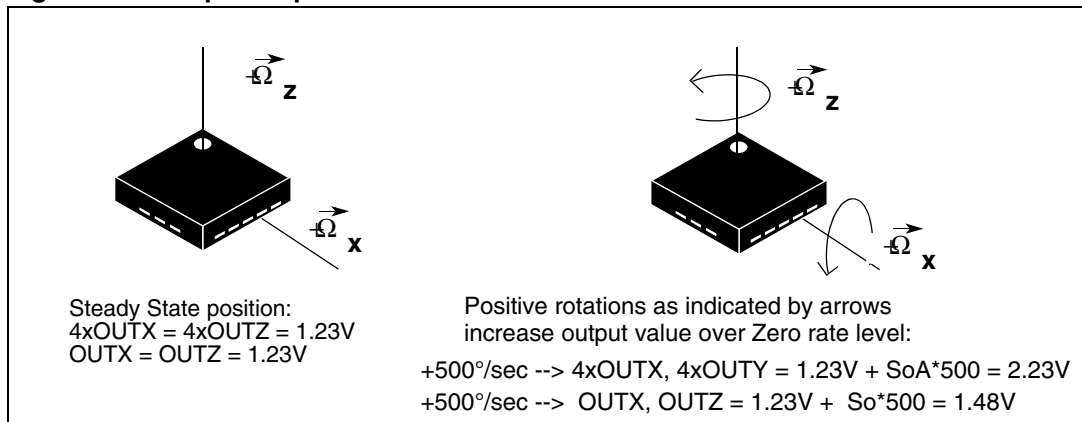 +Ω Z
+Ω X
+Ω Z
+Ω X
Steady State position:
4xOUTX = 4xOUTZ = 1.23V
OUTX = OUTZ = 1.23V
Positive rotations as indicated by arrows
increase output value over Zero rate level:
+500°/sec --> 4xOUTX, 4xOUTY = 1.23V + SoA*500 = 2.23V
+500°/sec --> OUTX, OUTZ = 1.23V + So*500 = 1.48V